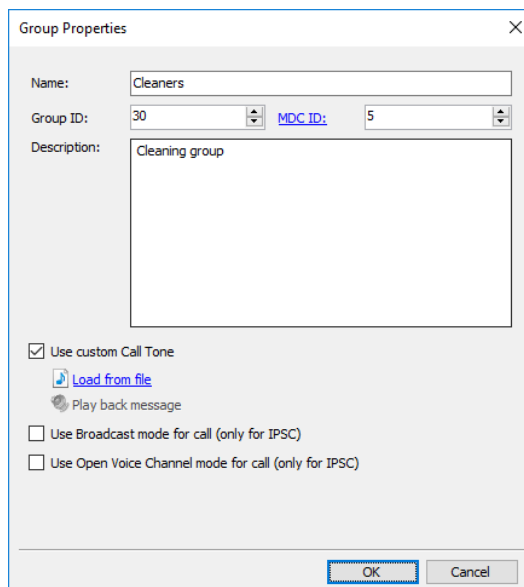 Group Properties
Name: Cleaners
Group ID: 30 MDC ID: 5
Description: Cleaning group
Use custom Call Tone
Load from file
Play back message
Use Broadcast mode for call (only for IPSC)
Use Open Voice Channel mode for call (only for IPSC)
OK Cancel